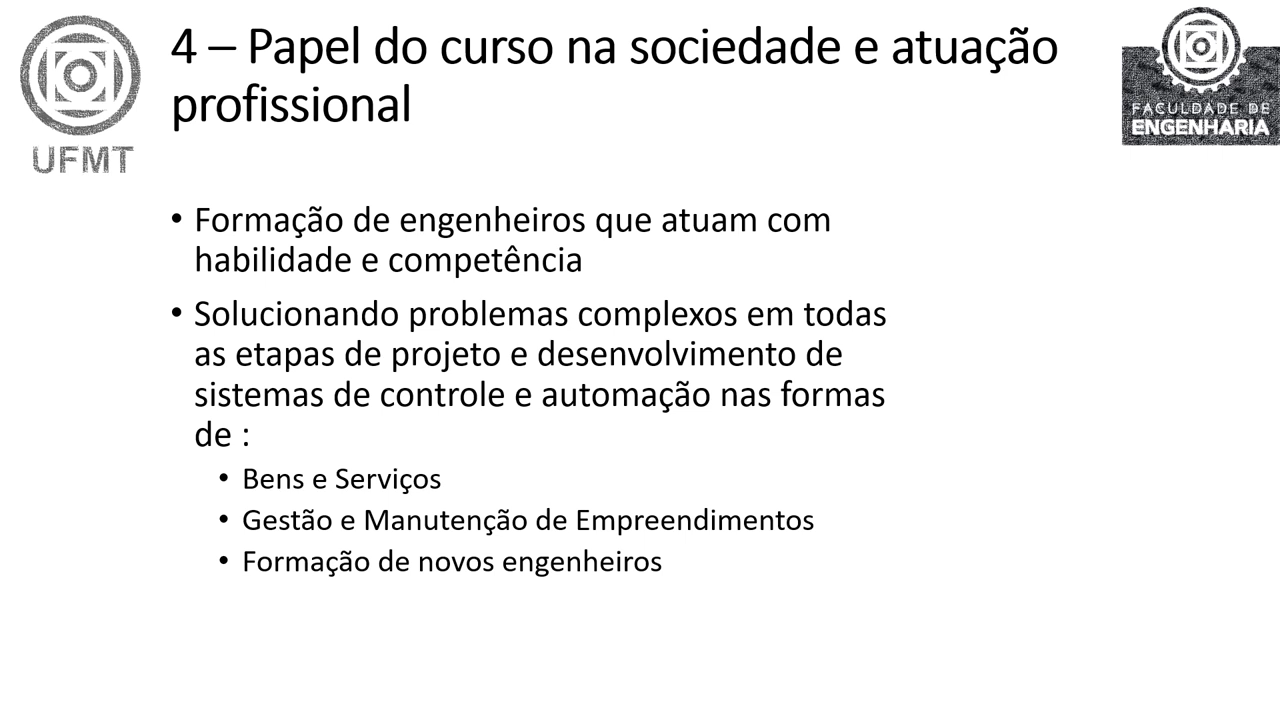 4 – Papel do curso na sociedade e atuação
profissional
UFMT
FACULDADE DE
ENGENHARIA
• Formação de engenheiros que atuam com
habilidade e competência
• Solucionando problemas complexos em todas
as etapas de projeto e desenvolvimento de
sistemas de controle e automação nas formas
de :
• Bens e Serviços
• Gestão e Manutenção de Empreendimentos
• Formação de novos engenheiros